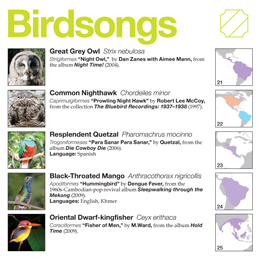 Birdsongs
Great Grey Owl Strix nebulosa
Strigiformes "Night Owl," by Dan Zanes with Aimee Mann, from
the album Night Time! (2004).
21
Common Nighthawk Chordeiles minor
Caprimulgiformes "Prowling Night Hawk" by Robert Lee McCoy,
from the collection The Bluebird Recordings: 1937–1938 (1997).
22
Resplendent Quetzal Pharomachrus mocinno
Trogoniformeses "Para Sanar Para Sanar," by Quetzal, from the
album Die Cowboy Die (2006).
Language: Spanish
23
Black-Throated Mango Anthracothorax nigricollis
Apodiformes "Hummingbird" by Dengue Fever, from the
1960s-Cambodian-pop-revival album Sleepwalking through the
Mekong (2009).
Languages: English, Khmer
24
Oriental Dwarf-kingfisher Ceyx erithaca
Coraciiformes "Fisher of Men," by M.Ward, from the album Hold
Time (2009).
25